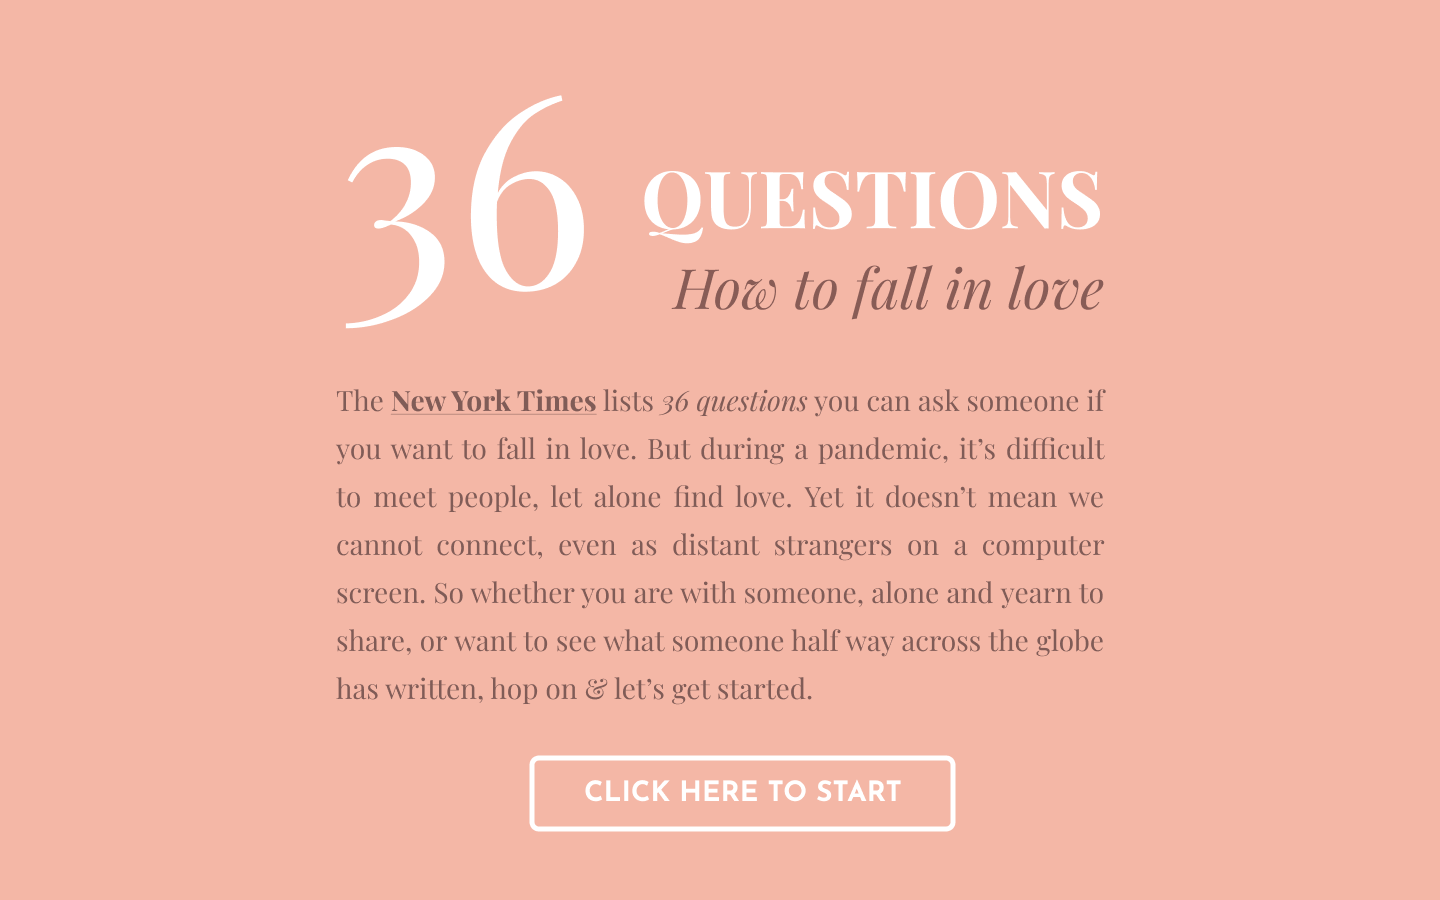 36 QUESTIONS
How to fall in love
The New York Times lists 36 questions you can ask someone if
you want to fall in love. But during a pandemic, it’s difficult
to meet people, let alone find love. Yet it doesn’t mean we
cannot connect, even as distant strangers on a computer
screen. So whether you are with someone, alone and yearn to
share, or want to see what someone half way across the globe
has written, hop on & let’s get started.
CLICK HERE TO START